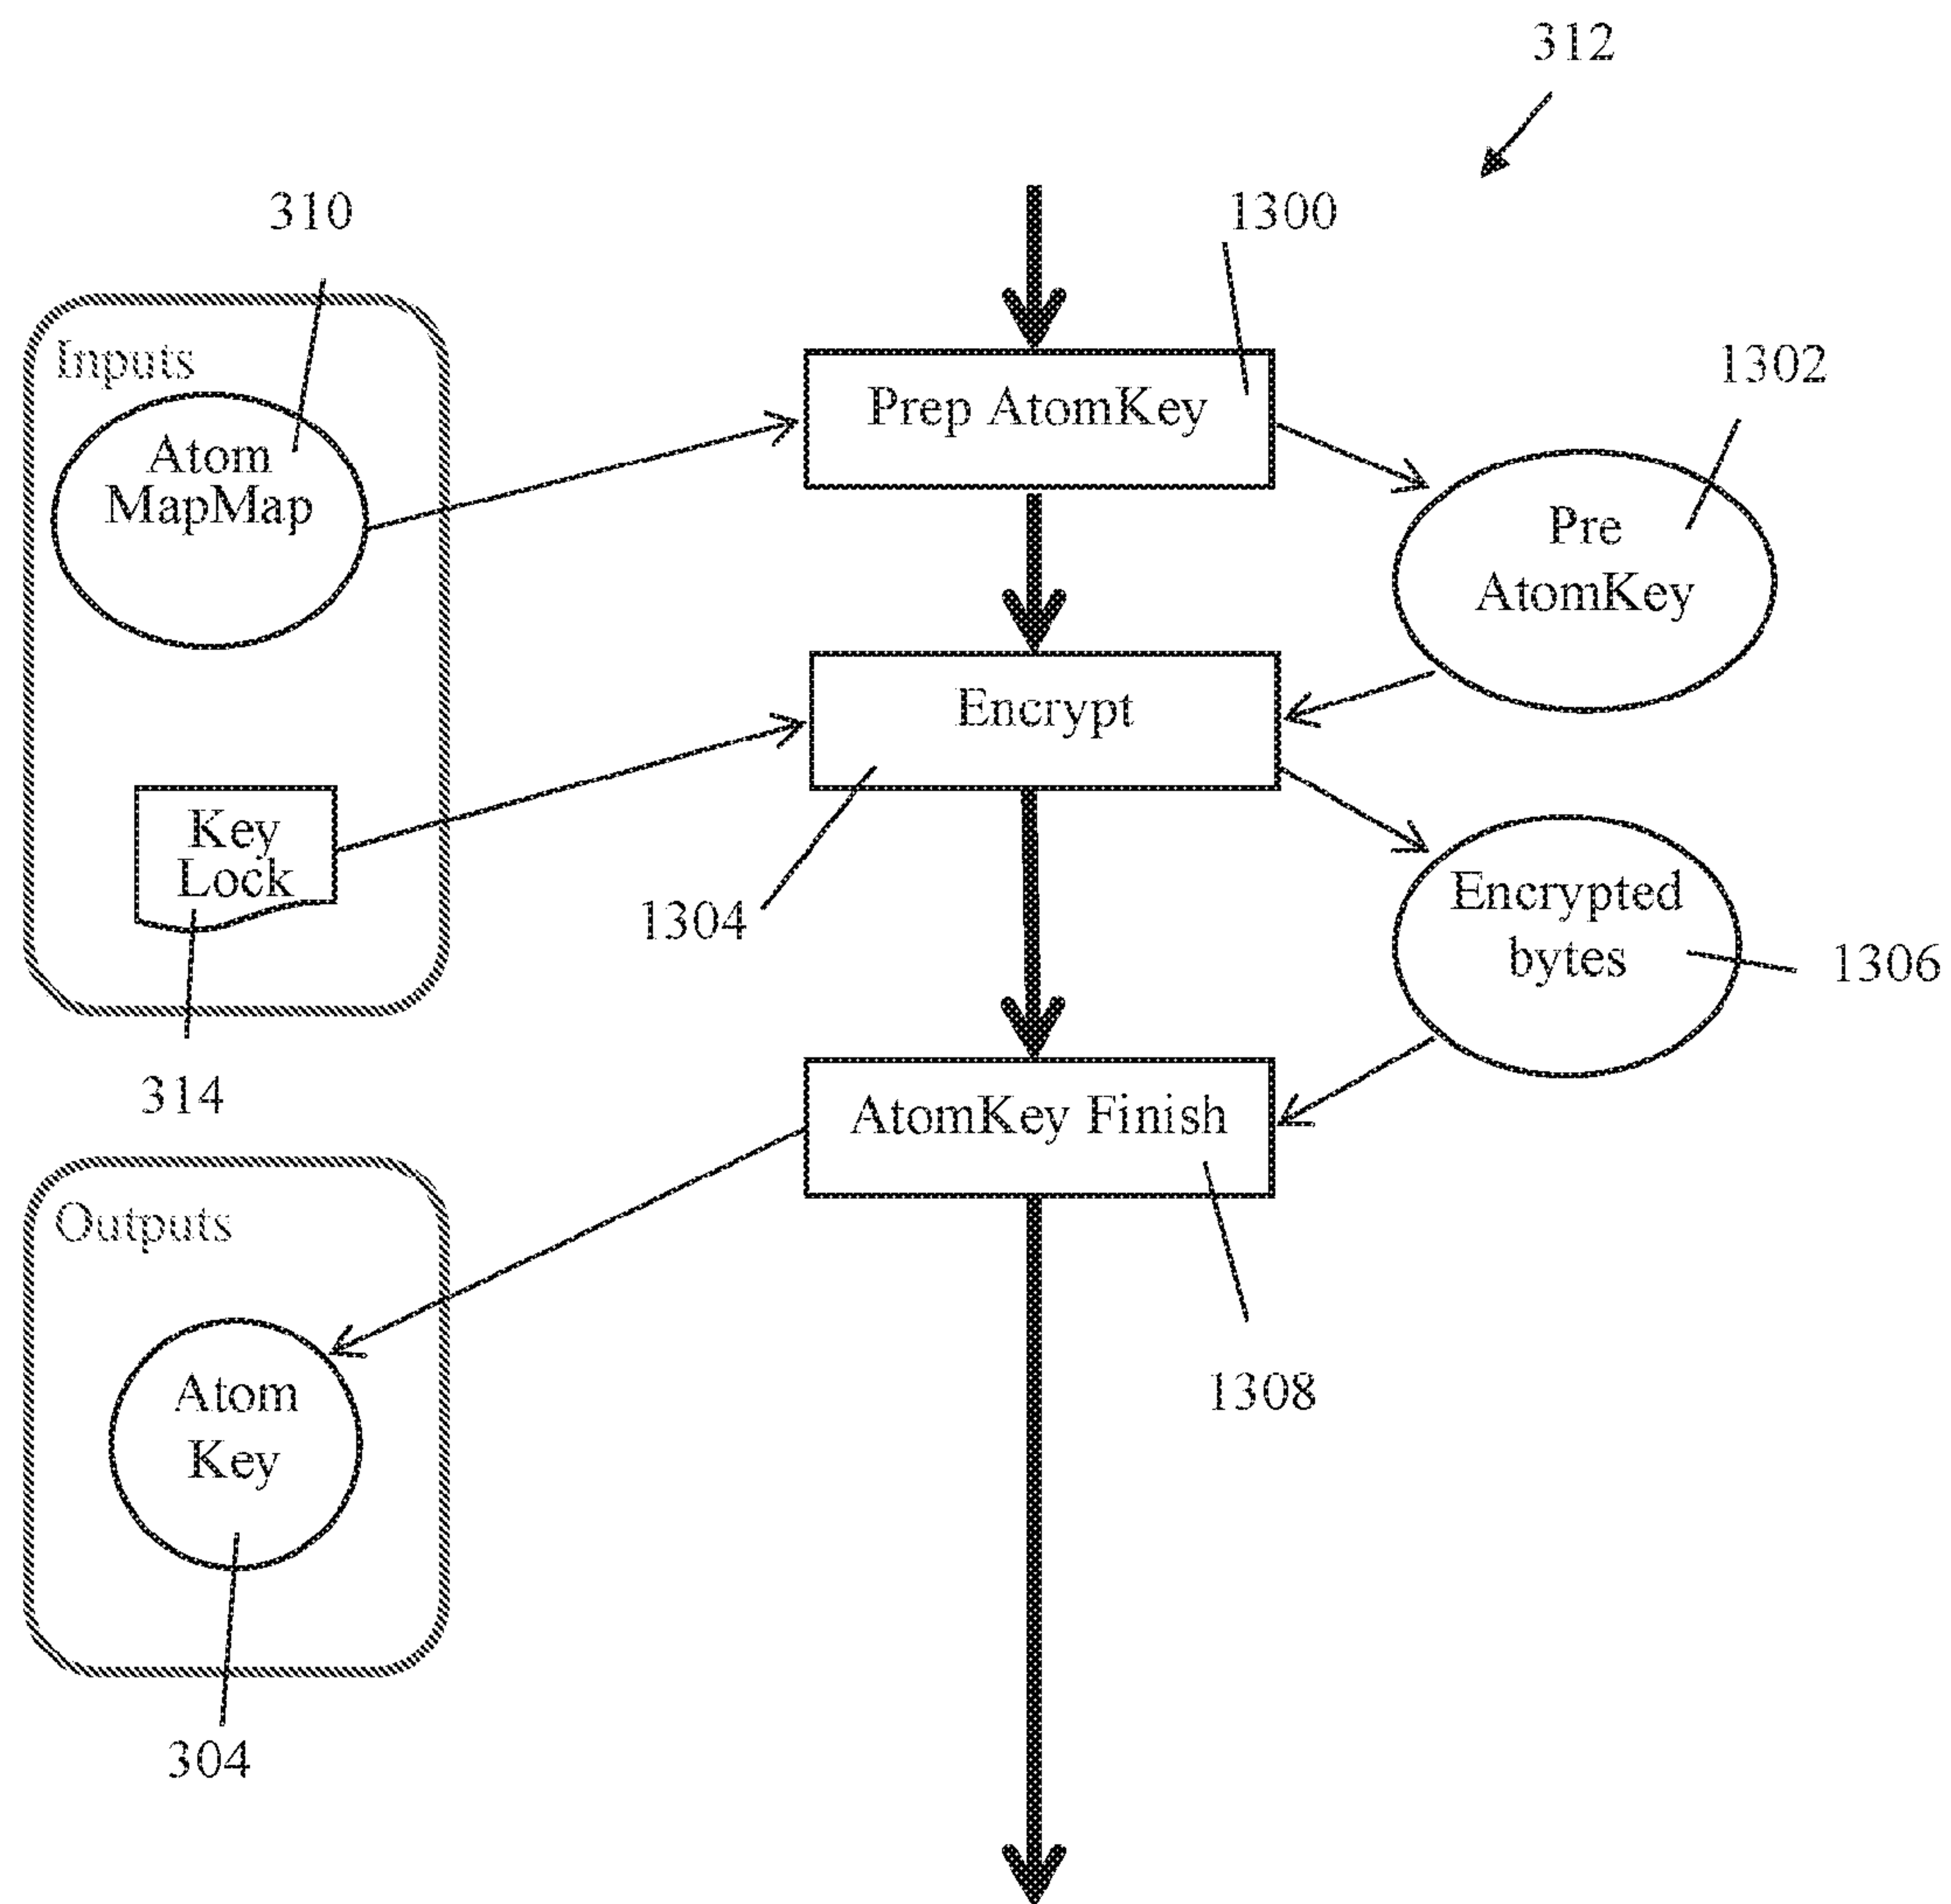 312
310
1300
Inputs
Prep AtomKey
1302
Atom
MapMap
Pre
AtomKey
Encrypt
Key
Lock
1304
Encrypted
bytes
1306
314
AtomKey Finish
Outputs
1308
Atom
Key
304